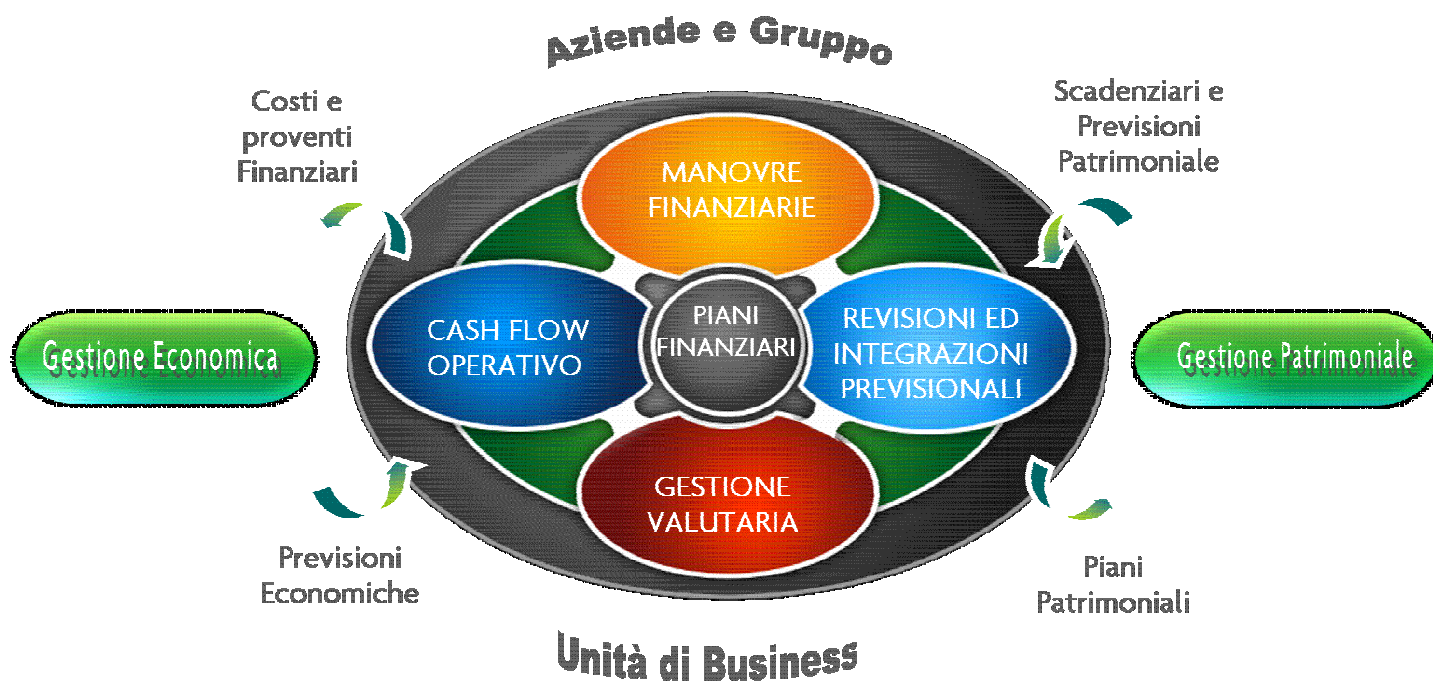 Aziende e Gruppo
Costi e
proventi
Finanziari
Scadenziari e
Previsioni
Patrimoniale
MANOVRE
FINANZIARIE
CASH FLOW
OPERATIVO
PIANI
FINANZIARI
REVISIONI ED
INTEGRAZIONI
PREVISIONALI
Gestione Economica
Gestione Patrimoniale
GESTIONE
VALUTARIA
Previsioni
Economiche
Piani
Patrimoniali
Unità di Business